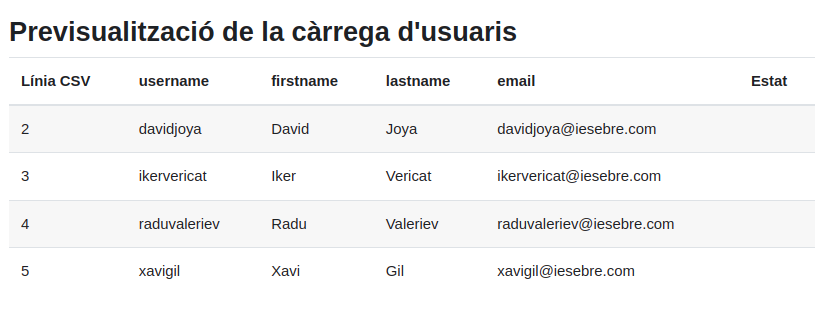 Previsualització de la càrrega d'usuaris
Línia CSV username firstname lastname email Estat
2 davidjoya David Joya davidjoya@iesebre.com
3 ikervericat Iker Vericat ikervericat@iesebre.com
4 raduvaleriev Radu Valeriev raduvaleriev@iesebre.com
5 xavigil Xavi Gil xavigil@iesebre.com